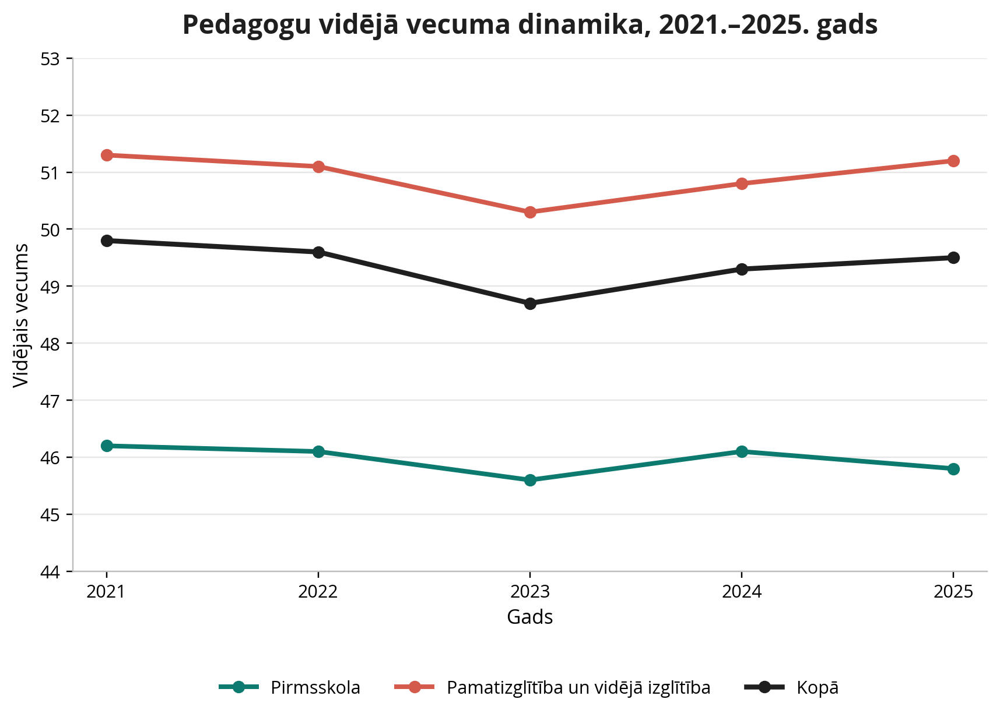 Pedagogu vidējā vecuma dinamika, 2021.–2025. gads
Vidējais vecums
53
52
51
50
49
48
47
46
45
44
2021
2022
2023
2024
2025
Gads
Pirmsskola
Pamatizglītība un vidējā izglītība
Kopā